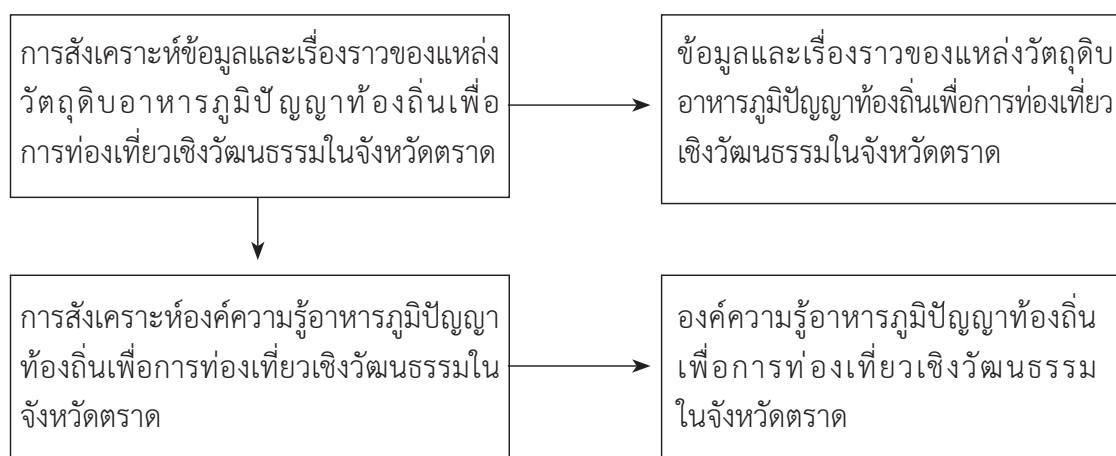 การสังเคราะห์ข้อมูลและเรื่องราวของแหล่ง
วัตถุดิบอาหารภูมิปัญญาท้องถิ่นเพื่อ
การท่องเที่ยวเชิงวัฒนธรรมในจังหวัดตราด
ข้อมูลและเรื่องราวของแหล่งวัตถุดิบ
อาหารภูมิปัญญาท้องถิ่นเพื่อการท่องเที่ยว
เชิงวัฒนธรรมในจังหวัดตราด
การสังเคราะห์องค์ความรู้อาหารภูมิปัญญา
ท้องถิ่นเพื่อการท่องเที่ยวเชิงวัฒนธรรมใน
จังหวัดตราด
องค์ความรู้อาหารภูมิปัญญาท้องถิ่น
เพื่อการท่องเที่ยวเชิงวัฒนธรรม
ในจังหวัดตราด